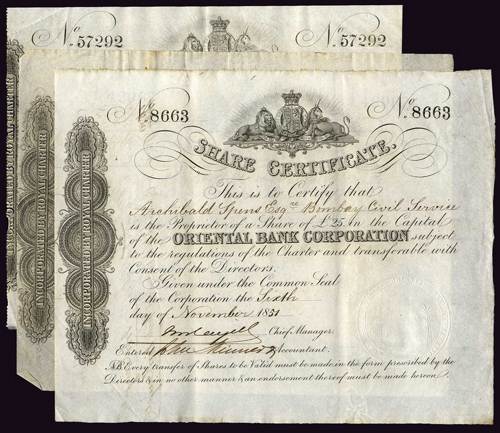 No. 57292
No. 57292
No. 8663
No. 8663
SHARE CERTIFICATE.
This is to Certify that
Archibald Spens Esqre. Bombay Civil Service
is the Proprietor of a Share of £25. In the Capital
of the ORIENTAL BANK CORPORATION subject
to the regulations of the Charter and transferable with
Consent of the Directors.
Given under the Common Seal
of the Corporation the Sixth
day of November 1851
Chief Manager.
Entered Accountant.
N.B. Every transfer of Shares to be Valid must be made in the form prescribed by the
Directors & in no other manner & an endorsement thereof must be made hereon.
INCORPORATED BY ROYAL CHARTER
INCORPORATED BY ROYAL CHARTER
INCORPORATED BY ROYAL CHARTER